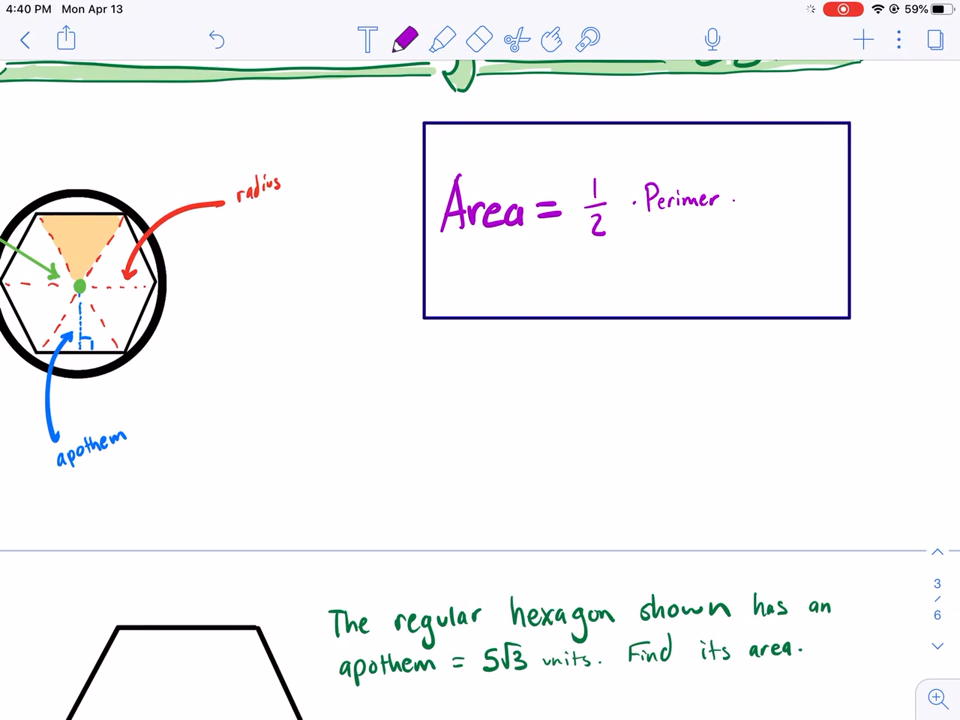 4:40 PM Mon Apr 13
59%
T
radius
Area = 1/2 · Perimer ·
apothem
3
/
6
The regular hexagon shown has an
apothem = 5√3 units. Find its area.